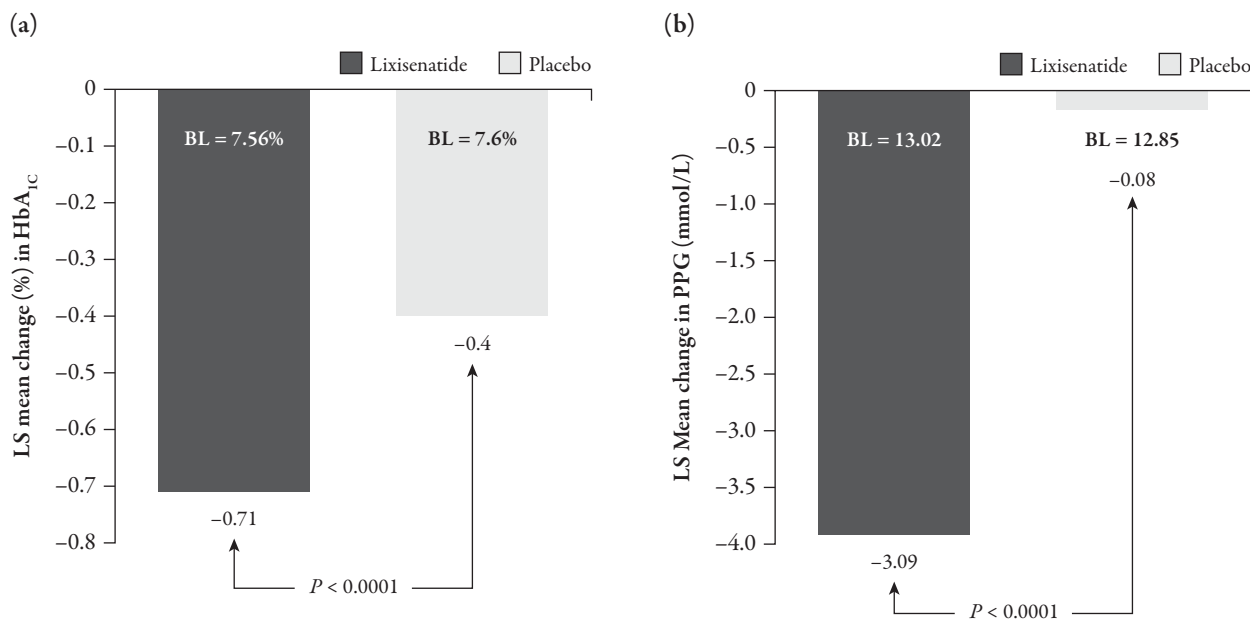 (a)
Lixisenatide Placebo
LS mean change (%) in HbA1C
0
–0.1
–0.2
–0.3
–0.4
–0.5
–0.6
–0.7
–0.8
BL = 7.56%
BL = 7.6%
–0.4
–0.71
P < 0.0001
(b)
Lixisenatide Placebo
LS Mean change in PPG (mmol/L)
0
–0.5
–1.0
–1.5
–2.0
–2.5
–3.0
–3.5
–4.0
BL = 13.02
BL = 12.85
–0.08
–3.09
P < 0.0001